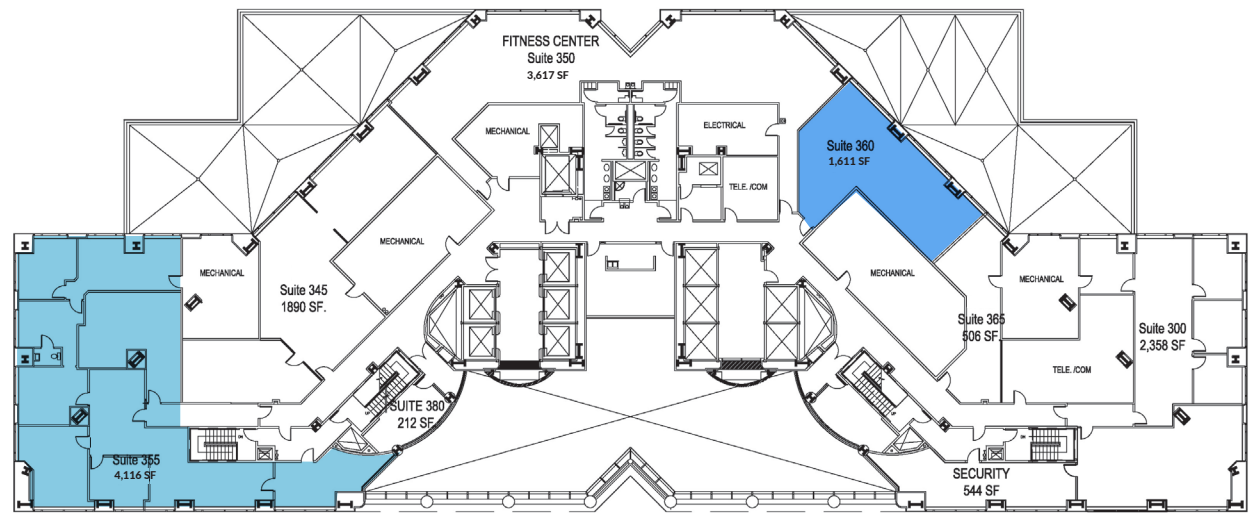 FITNESS CENTER
Suite 350
3,617 SF
MECHANICAL
ELECTRICAL
TELE. /COM
Suite 360
1,611 SF
MECHANICAL
MECHANICAL
Suite 345
1890 SF.
MECHANICAL
MECHANICAL
Suite 365
506 SF.
Suite 300
2,358 SF
TELE. /COM
SUITE 380
212 SF
Suite 355
4,116 SF
SECURITY
544 SF